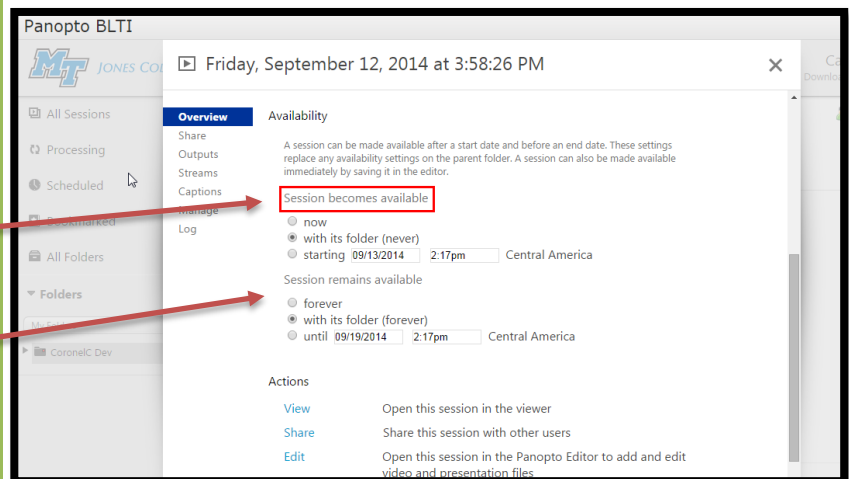 Panopto BLTI
MT JONES COL
Friday, September 12, 2014 at 3:58:26 PM
Ca
Downloa
All Sessions
Processing
Scheduled
Bookmarked
All Folders
Folders
CoronelC Dev
Overview
Share
Outputs
Streams
Captions
Manage
Log
Availability
A session can be made available after a start date and before an end date. These settings
replace any availability settings on the parent folder. A session can also be made available
immediately by saving it in the editor.
Session becomes available
now
with its folder (never)
starting 09/13/2014 2:17pm Central America
Session remains available
forever
with its folder (forever)
until 09/19/2014 2:17pm Central America
Actions
View Open this session in the viewer
Share Share this session with other users
Edit Open this session in the Panopto Editor to add and edit
video and presentation files